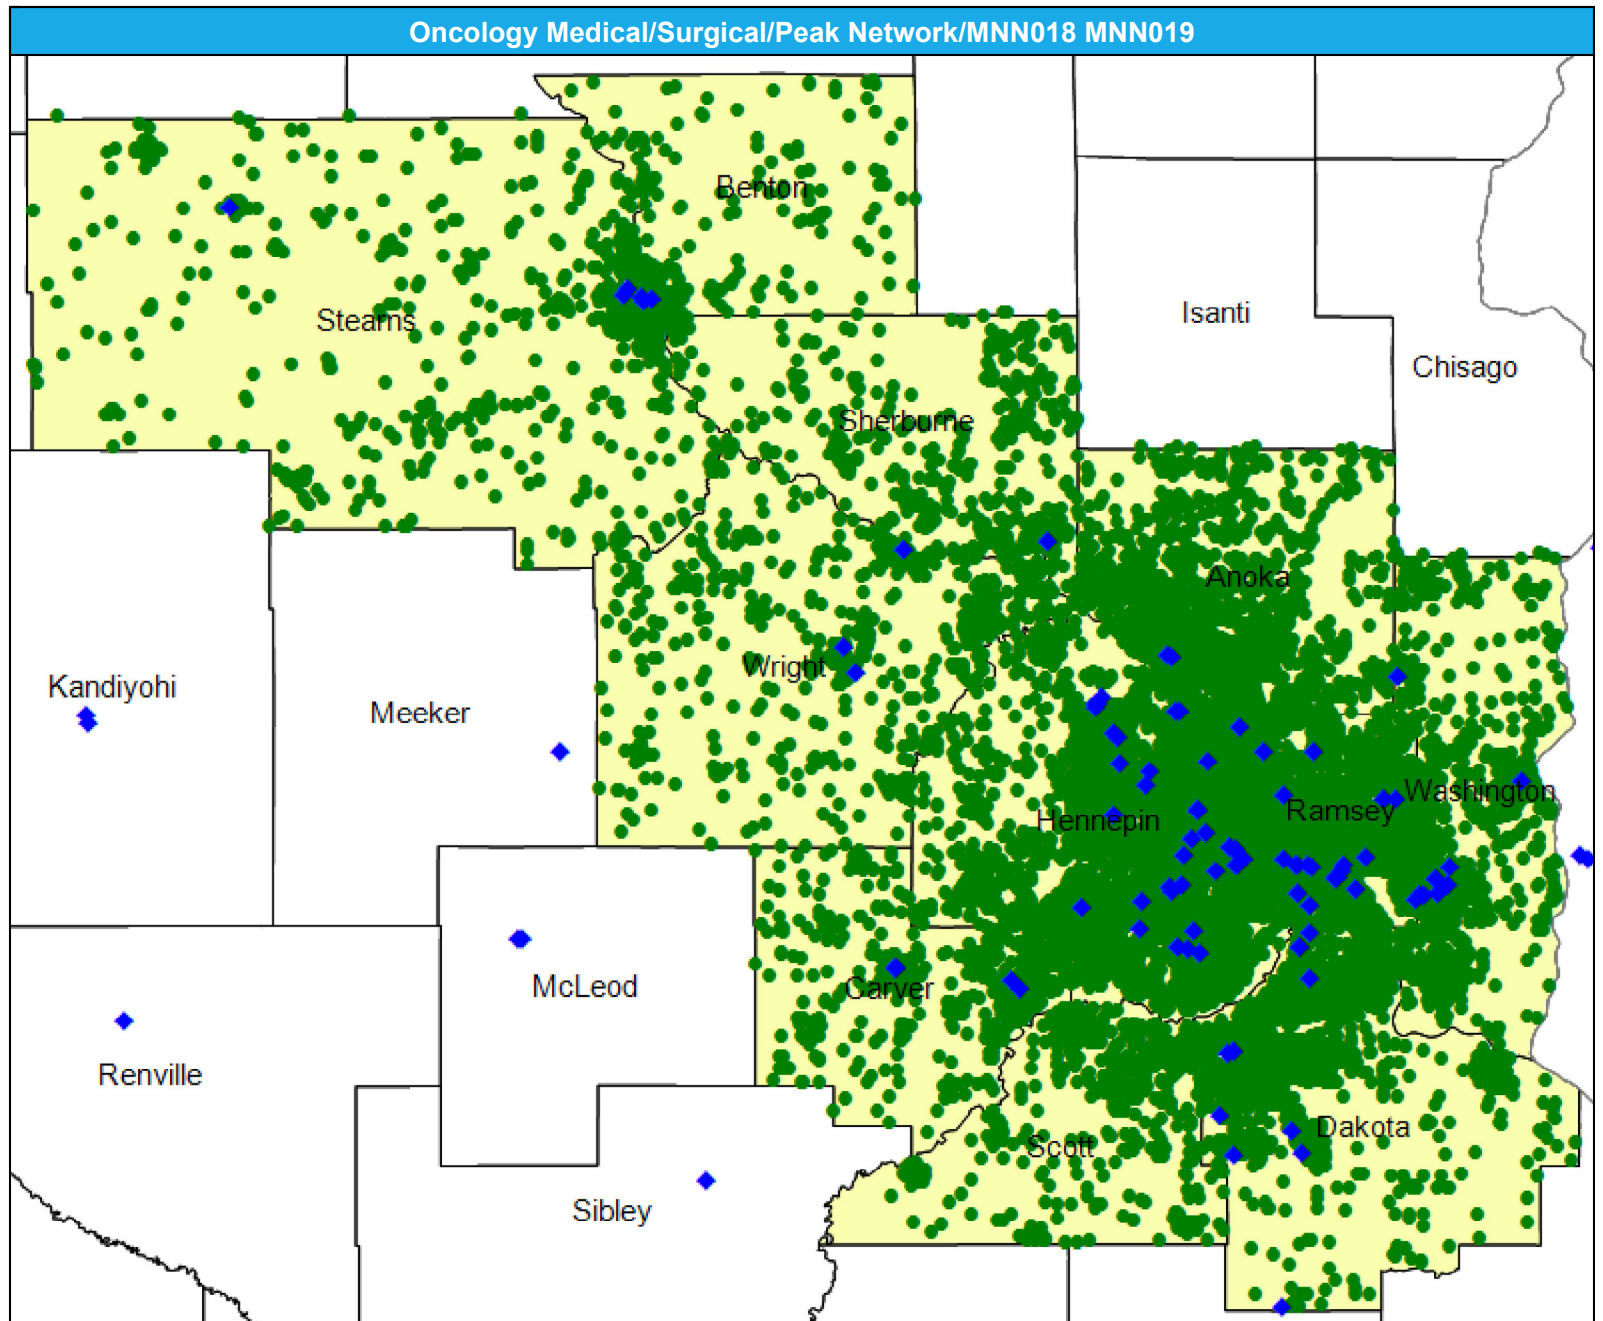 Oncology Medical/Surgical/Peak Network/MNN018 MNN019
Benton
Isanti
Stearns
Chisago
Sherburne
Anoka
Wright
Kandiyohi
Meeker
Washington
Ramsey
Hennepin
McLeod
Carver
Renville
Dakota
Scott
Sibley